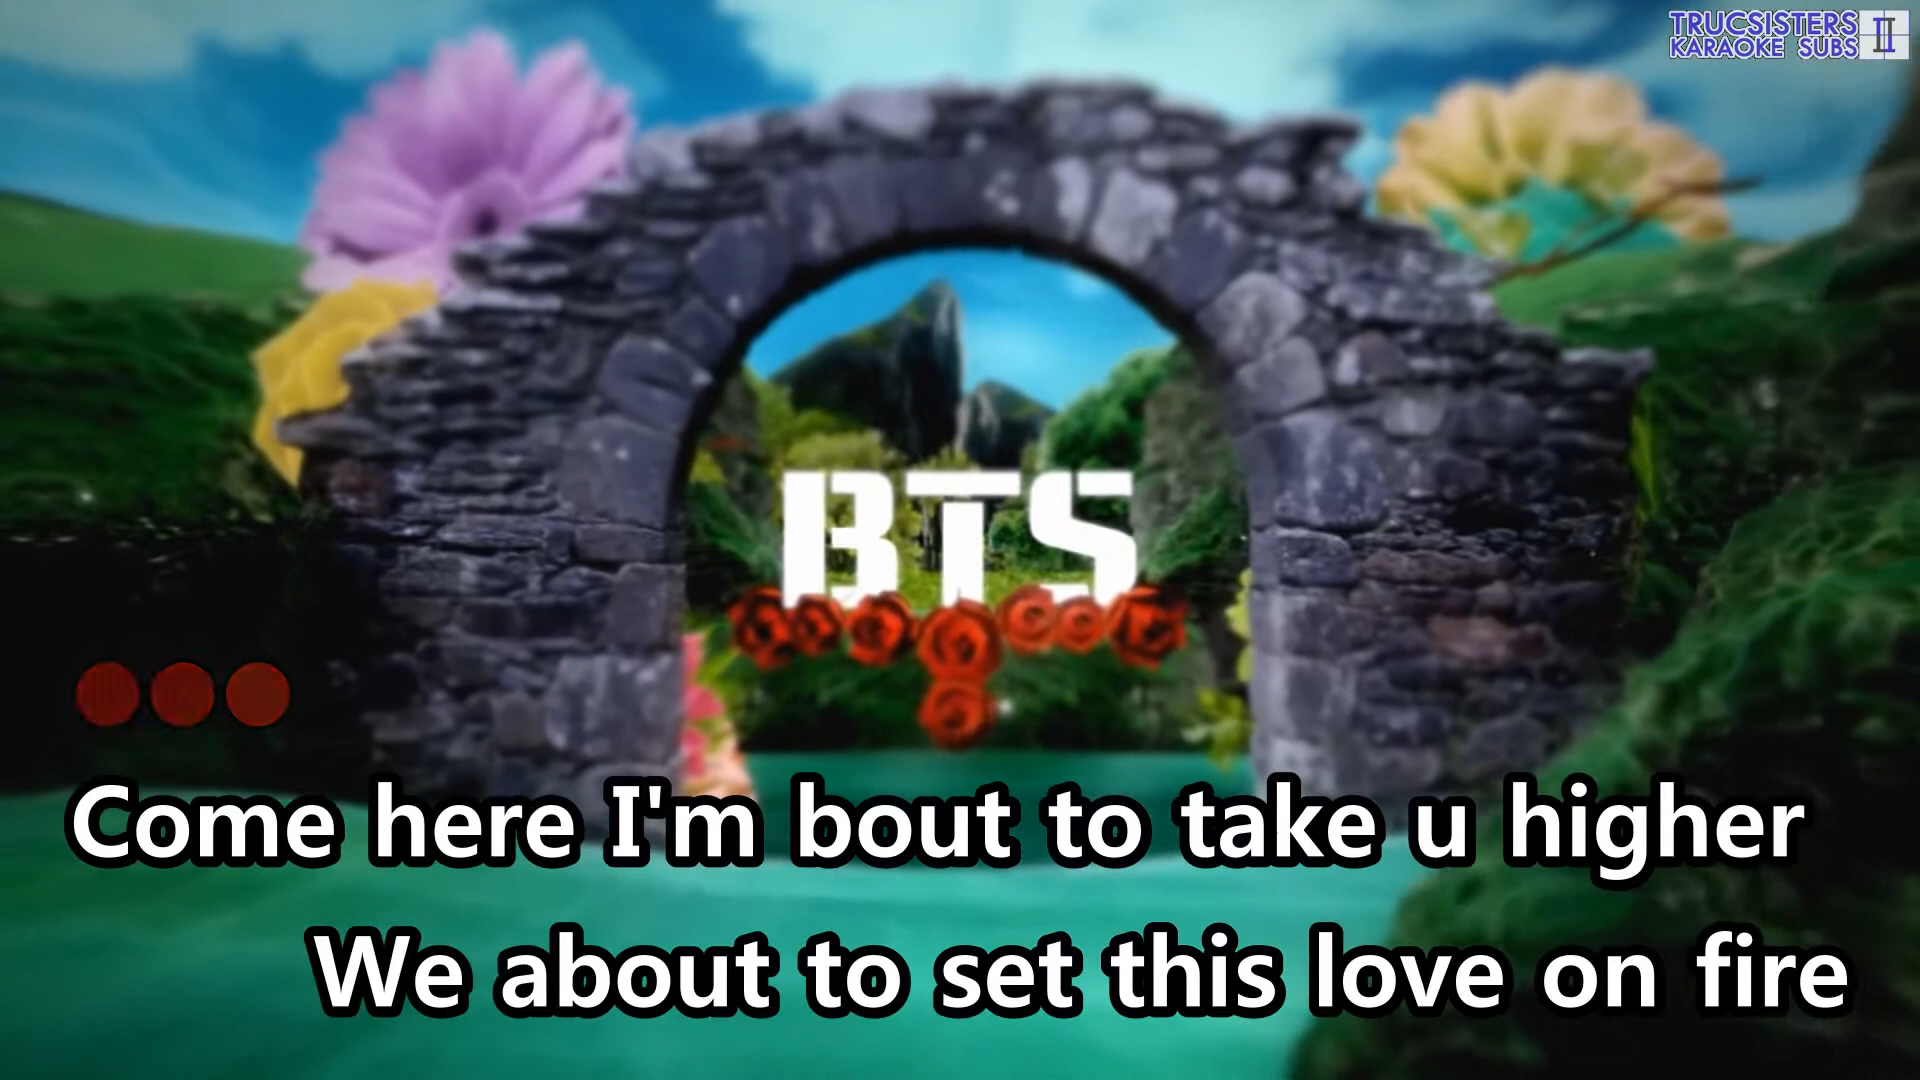 TRUCSISTERS
KARAOKE SUBS II
BTS
Come here I'm bout to take u higher
We about to set this love on fire